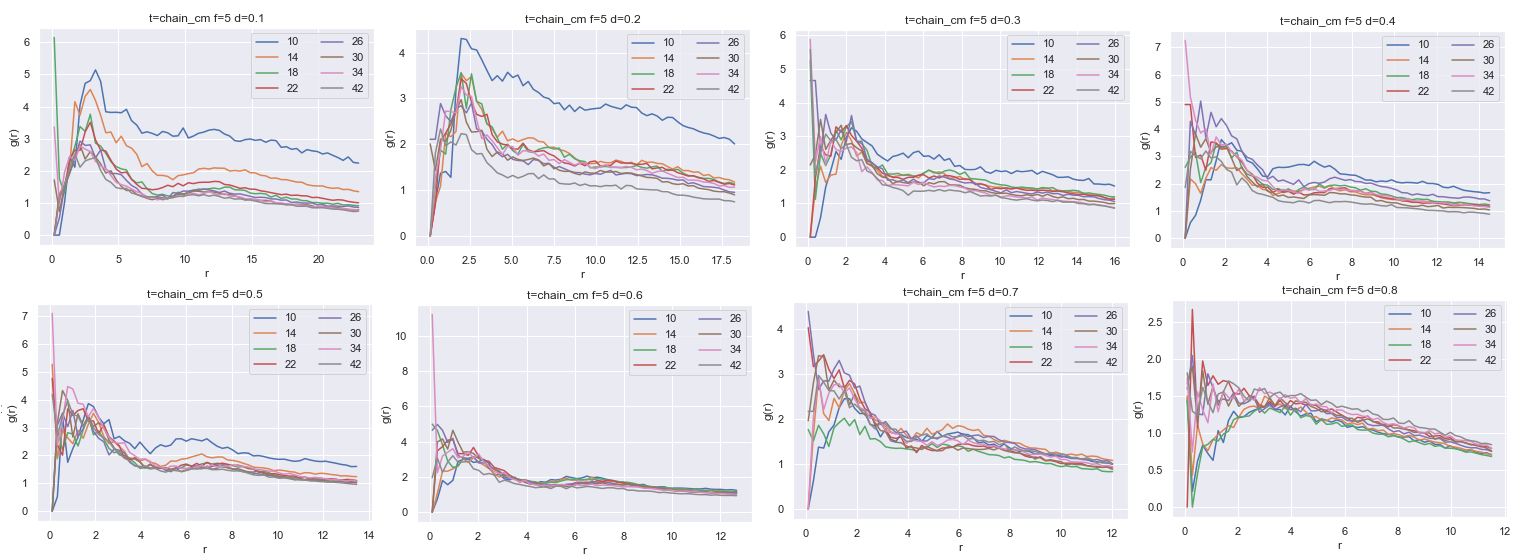 t=chain_cm f=5 d=0.1
g(r)
6
5
4
3
2
1
0
10 26
14 30
18 34
22 42
0 5 10 15 20
r
t=chain_cm f=5 d=0.2
g(r)
4
3
2
1
0
10 26
14 30
18 34
22 42
0.0 2.5 5.0 7.5 10.0 12.5 15.0 17.5
r
t=chain_cm f=5 d=0.3
g(r)
6
5
4
3
2
1
0
10 26
14 30
18 34
22 42
0 2 4 6 8 10 12 14 16
r
t=chain_cm f=5 d=0.4
g(r)
7
6
5
4
3
2
1
0
10 26
14 30
18 34
22 42
0 2 4 6 8 10 12 14
r
t=chain_cm f=5 d=0.5
g(r)
7
6
5
4
3
2
1
0
10 26
14 30
18 34
22 42
0 2 4 6 8 10 12 14
r
t=chain_cm f=5 d=0.6
g(r)
10
8
6
4
2
0
10 26
14 30
18 34
22 42
0 2 4 6 8 10 12
r
t=chain_cm f=5 d=0.7
g(r)
4
3
2
1
0
10 26
14 30
18 34
22 42
0 2 4 6 8 10 12
r
t=chain_cm f=5 d=0.8
g(r)
2.5
2.0
1.5
1.0
0.5
0.0
10 26
14 30
18 34
22 42
0 2 4 6 8 10 12
r